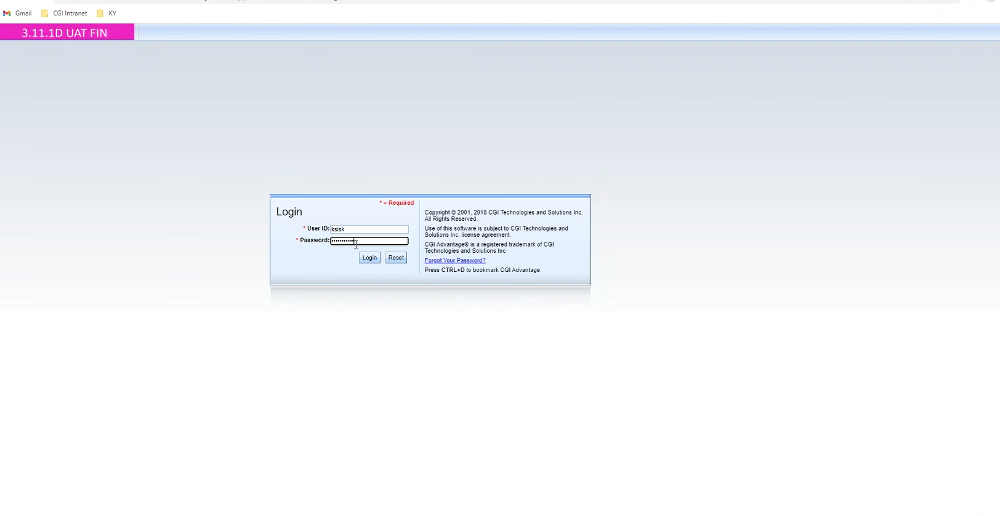 Gmail CGI Intranet KY
3.11.1D UAT FIN
* = Required
Login
* User ID: ksisk
* Password: ••••••••••••
Login Reset
Copyright © 2001, 2018 CGI Technologies and Solutions Inc.
All Rights Reserved.
Use of this software is subject to CGI Technologies and
Solutions Inc. license agreement.
CGI Advantage® is a registered trademark of CGI
Technologies and Solutions Inc
Forgot Your Password?
Press CTRL+D to bookmark CGI Advantage